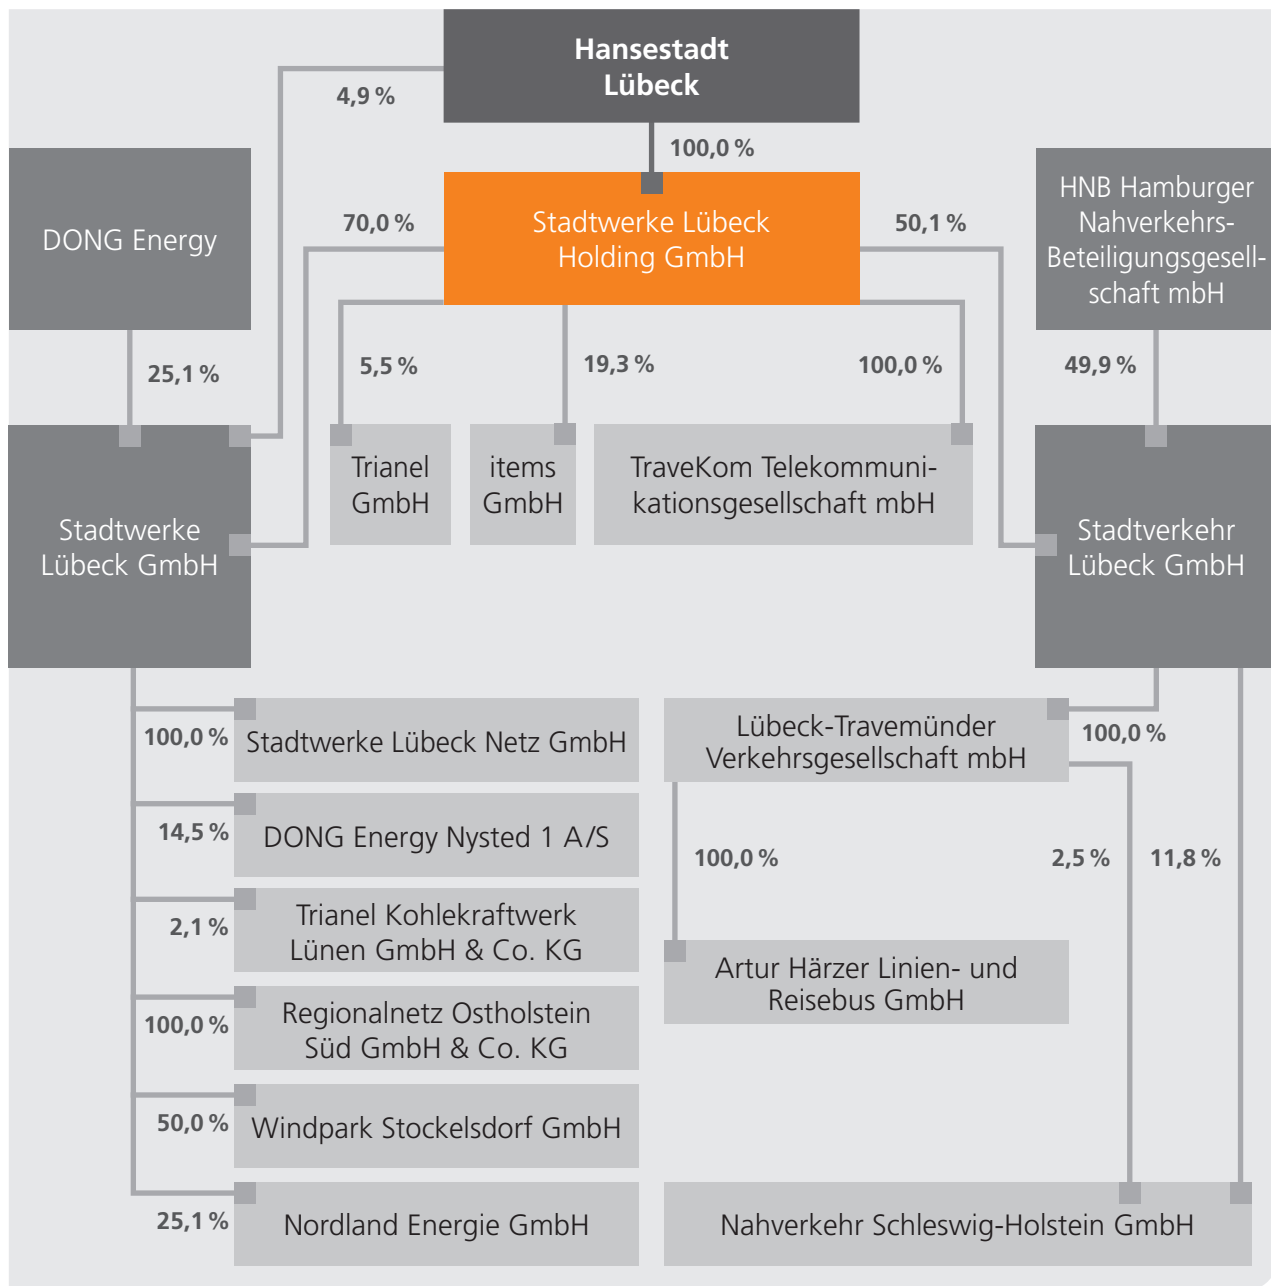 Hansestadt
Lübeck
4,9 %
100,0 %
DONG Energy
70,0 %
Stadtwerke Lübeck
Holding GmbH
50,1 %
HNB Hamburger
Nahverkehrs-
Beteiligungsgesell-
schaft mbH
25,1 %
5,5 %
19,3 %
100,0 %
49,9 %
Stadtwerke
Lübeck GmbH
Trianel
GmbH
items
GmbH
TraveKom Telekommuni-
kationsgesellschaft mbH
Stadtverkehr
Lübeck GmbH
100,0 %
Stadtwerke Lübeck Netz GmbH
14,5 %
DONG Energy Nysted 1 A/S
2,1 %
Trianel Kohlekraftwerk
Lünen GmbH & Co. KG
100,0 %
Regionalnetz Ostholstein
Süd GmbH & Co. KG
50,0 %
Windpark Stockelsdorf GmbH
25,1 %
Nordland Energie GmbH
Lübeck-Travemünder
Verkehrsgesellschaft mbH
100,0 %
100,0 %
2,5 %
11,8 %
Artur Härzer Linien- und
Reisebus GmbH
Nahverkehr Schleswig-Holstein GmbH